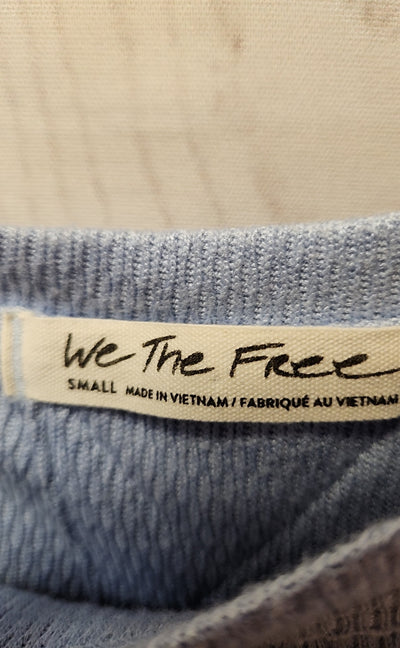 We The Free
SMALL MADE IN VIETNAM / FABRIQUÉ AU VIETNAM